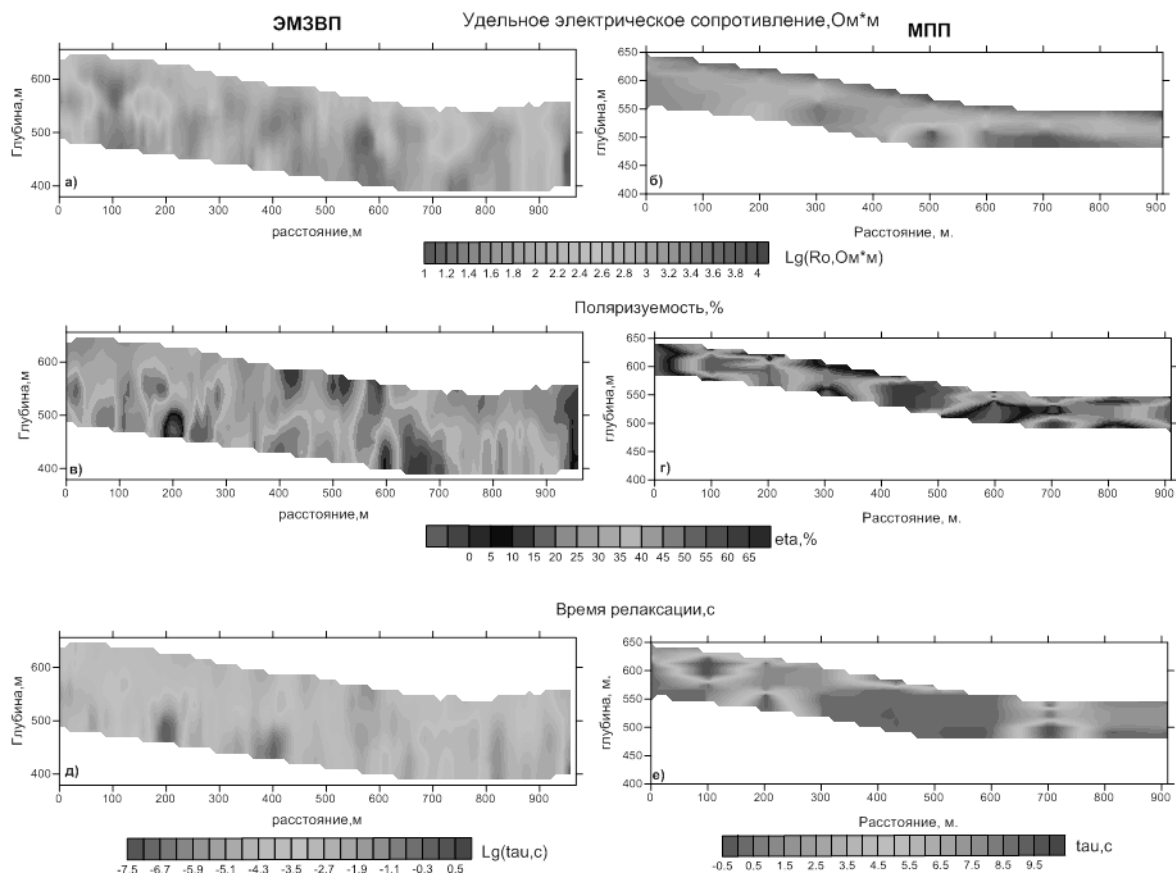 ЭМЗВП
Удельное электрическое сопротивление,Ом*м
МПП
Глубина,м
600
500
400
а)
0 100 200 300 400 500 600 700 800 900
расстояние,м
глубина,м
650
600
550
500
450
400
б)
0 100 200 300 400 500 600 700 800 900
Расстояние, м.
1 1.2 1.4 1.6 1.8 2 2.2 2.4 2.6 2.8 3 3.2 3.4 3.6 3.8 4
Lg(Ro,Ом*м)
Поляризуемость,%
Глубина,м
600
500
400
в)
0 100 200 300 400 500 600 700 800 900
расстояние,м
глубина,м
650
600
550
500
450
400
г)
0 100 200 300 400 500 600 700 800 900
Расстояние, м.
0 5 10 15 20 25 30 35 40 45 50 55 60 65
eta,%
Время релаксации,с
Глубина,м
600
500
400
д)
0 100 200 300 400 500 600 700 800 900
расстояние,м
глубина, м.
650
600
550
500
450
400
е)
0 100 200 300 400 500 600 700 800 900
Расстояние, м.
-7.5 -6.7 -5.9 -5.1 -4.3 -3.5 -2.7 -1.9 -1.1 -0.3 0.5
Lg(tau,c)
-0.5 0.5 1.5 2.5 3.5 4.5 5.5 6.5 7.5 8.5 9.5
tau,c